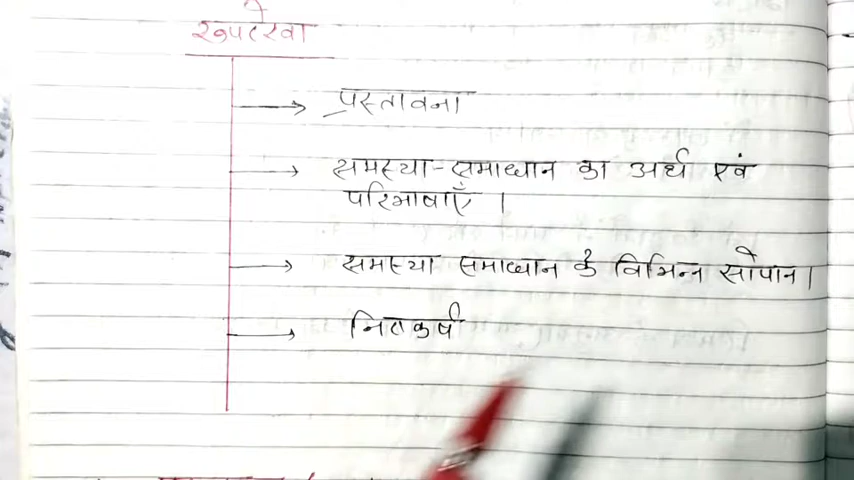 रूपरेखा
प्रस्तावना
समस्या-समाधान का अर्थ एवं
परिभाषाएँ ।
समस्या समाधान के विभिन्न सोपान ।
निष्कर्ष